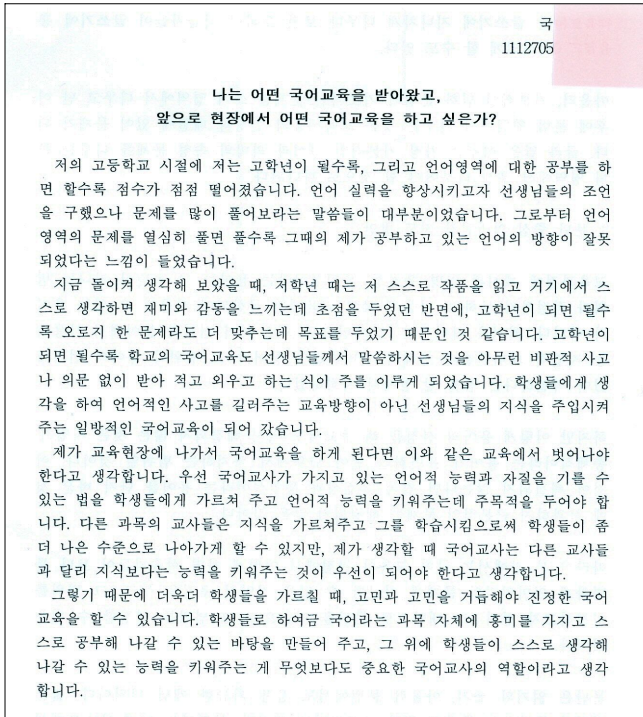 국
1112705
나는 어떤 국어교육을 받아왔고,
앞으로 현장에서 어떤 국어교육을 하고 싶은가?
저의 고등학교 시절에 저는 고학년이 될수록, 그리고 언어영역에 대한 공부를 하
면 할수록 점수가 점점 떨어졌습니다. 언어 실력을 향상시키고자 선생님들의 조언
을 구했으나 문제를 많이 풀어보라는 말씀들이 대부분이었습니다. 그로부터 언어
영역의 문제를 열심히 풀면 풀수록 그때의 제가 공부하고 있는 언어의 방향이 잘못
되었다는 느낌이 들었습니다.
지금 돌이켜 생각해 보았을 때, 저학년 때는 저 스스로 작품을 읽고 거기에서 스
스로 생각하면 재미와 감동을 느끼는데 초점을 두었던 반면에, 고학년이 되면 될수
록 오로지 한 문제라도 더 맞추는데 목표를 두었기 때문인 것 같습니다. 고학년이
되면 될수록 학교의 국어교육도 선생님들께서 말씀하시는 것을 아무런 비판적 사고
나 의문 없이 받아 적고 외우고 하는 식이 주를 이루게 되었습니다. 학생들에게 생
각을 하여 언어적인 사고를 길러주는 교육방향이 아닌 선생님들의 지식을 주입시켜
주는 일방적인 국어교육이 되어 갔습니다.
제가 교육현장에 나가서 국어교육을 하게 된다면 이와 같은 교육에서 벗어나야
한다고 생각합니다. 우선 국어교사가 가지고 있는 언어적 능력과 자질을 기를 수
있는 법을 학생들에게 가르쳐 주고 언어적 능력을 키워주는데 주목적을 두어야 합
니다. 다른 과목의 교사들은 지식을 가르쳐주고 그를 학습시킴으로써 학생들이 좀
더 나은 수준으로 나아가게 할 수 있지만, 제가 생각할 때 국어교사는 다른 교사들
과 달리 지식보다는 능력을 키워주는 것이 우선이 되어야 한다고 생각합니다.
그렇기 때문에 더욱더 학생들을 가르칠 때, 고민과 고민을 거듭해야 진정한 국어
교육을 할 수 있습니다. 학생들로 하여금 국어라는 과목 자체에 흥미를 가지고 스
스로 공부해 나갈 수 있는 바탕을 만들어 주고, 그 위에 학생들이 스스로 생각해
나갈 수 있는 능력을 키워주는 게 무엇보다도 중요한 국어교사의 역할이라고 생각
합니다.